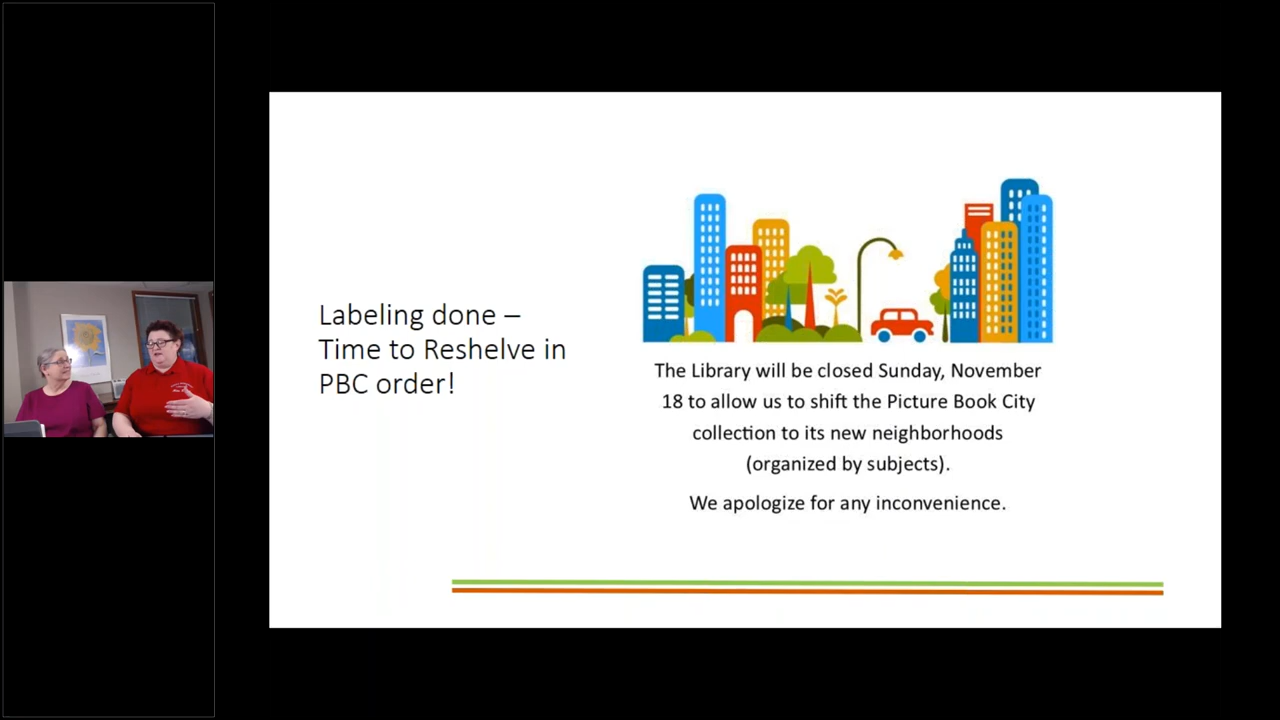 Labeling done –
Time to Reshelve in
PBC order!
The Library will be closed Sunday, November
18 to allow us to shift the Picture Book City
collection to its new neighborhoods
(organized by subjects).
We apologize for any inconvenience.